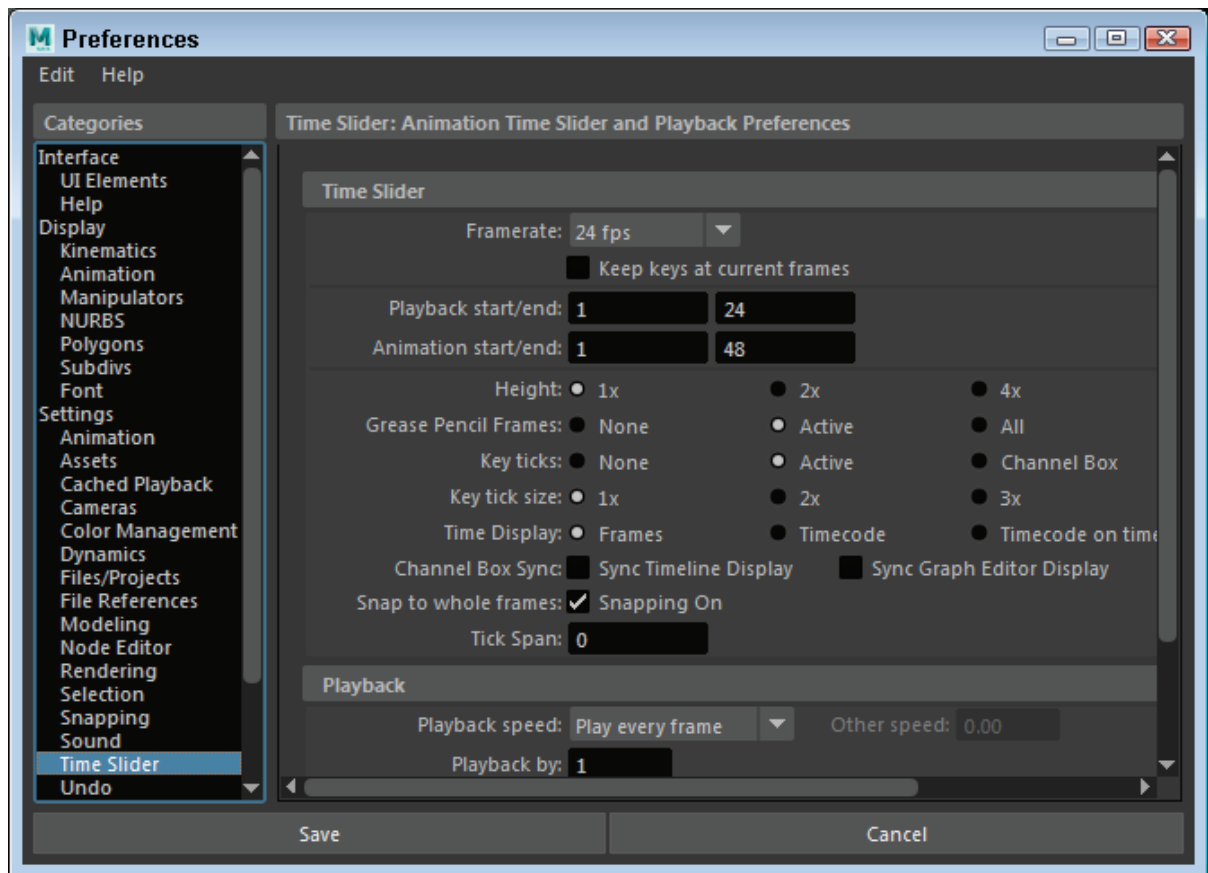 Preferences
Edit Help
Categories
Interface
UI Elements
Help
Display
Kinematics
Animation
Manipulators
NURBS
Polygons
Subdivs
Font
Settings
Animation
Assets
Cached Playback
Cameras
Color Management
Dynamics
Files/Projects
File References
Modeling
Node Editor
Rendering
Selection
Snapping
Sound
Time Slider
Undo
Time Slider: Animation Time Slider and Playback Preferences
Time Slider
Framerate: 24 fps
Keep keys at current frames
Playback start/end: 1 24
Animation start/end: 1 48
Height: 1x 2x 4x
Grease Pencil Frames: None Active All
Key ticks: None Active Channel Box
Key tick size: 1x 2x 3x
Time Display: Frames Timecode Timecode on time
Channel Box Sync: Sync Timeline Display Sync Graph Editor Display
Snap to whole frames: Snapping On
Tick Span: 0
Playback
Playback speed: Play every frame Other speed: 0.00
Playback by: 1
Save Cancel